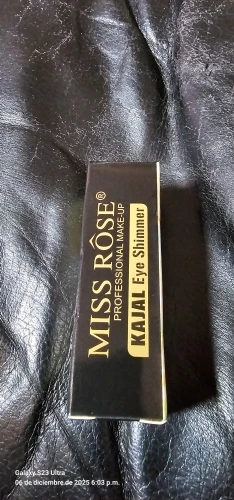 MISS RÔSE®
PROFESSIONAL MAKE-UP
KAJAL Eye Shimmer
Galaxy S23 Ultra
06 de diciembre de 2025 6:03 p.m.